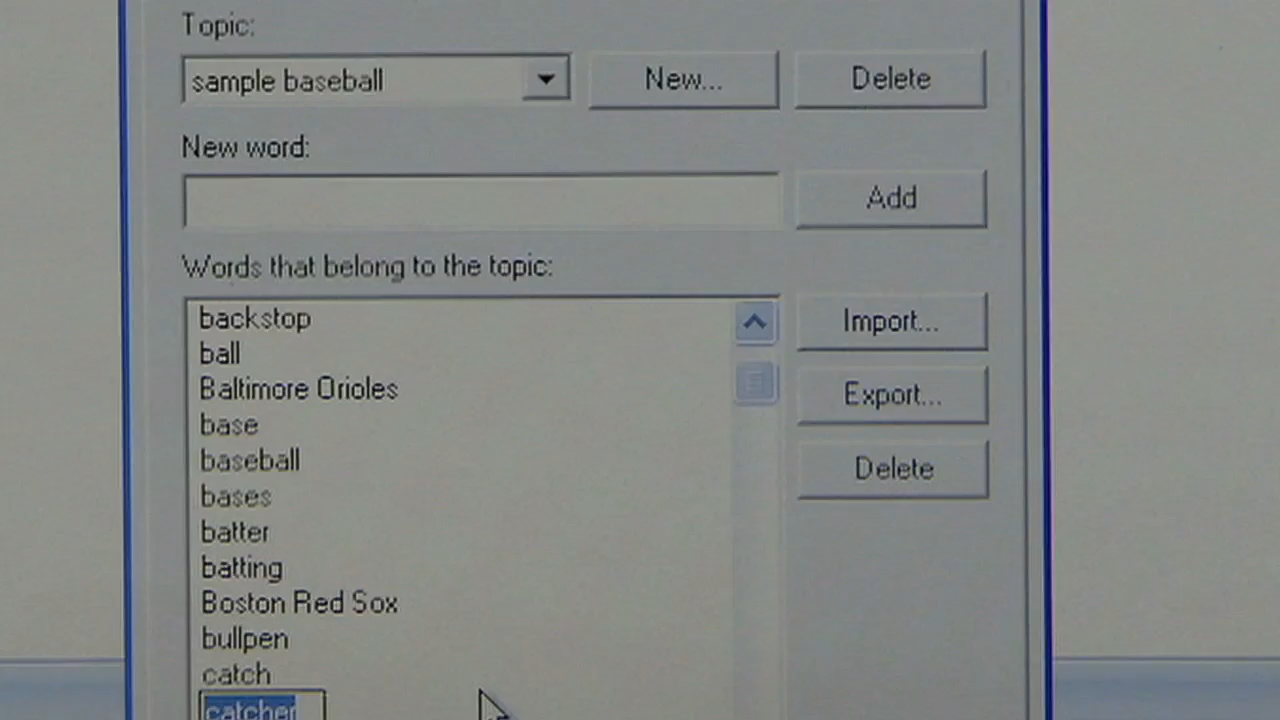 Topic:
sample baseball New... Delete
New word:
Add
Words that belong to the topic:
backstop Import...
ball
Baltimore Orioles Export...
base
baseball Delete
bases
batter
batting
Boston Red Sox
bullpen
catch
catcher